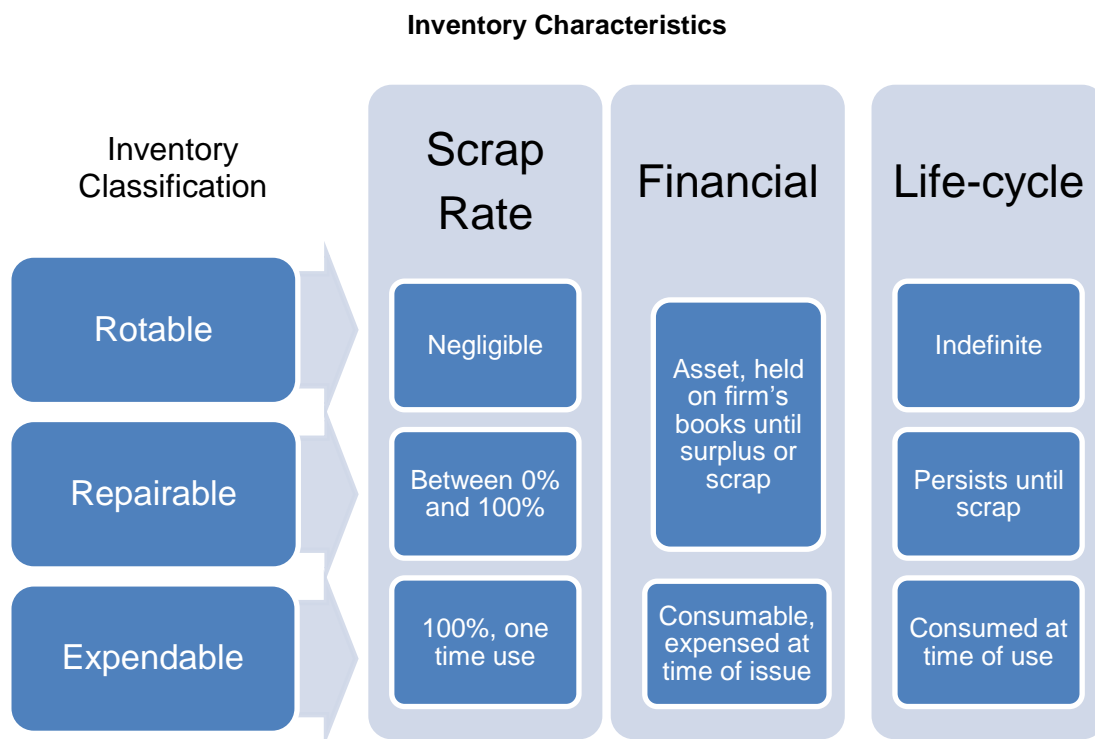 Inventory Characteristics
Inventory
Classification
Scrap
Rate
Financial
Life-cycle
Rotable
Negligible
Asset, held
on firm’s
books until
surplus or
scrap
Indefinite
Repairable
Between 0%
and 100%
Persists until
scrap
Expendable
100%, one
time use
Consumable,
expensed at
time of issue
Consumed at
time of use